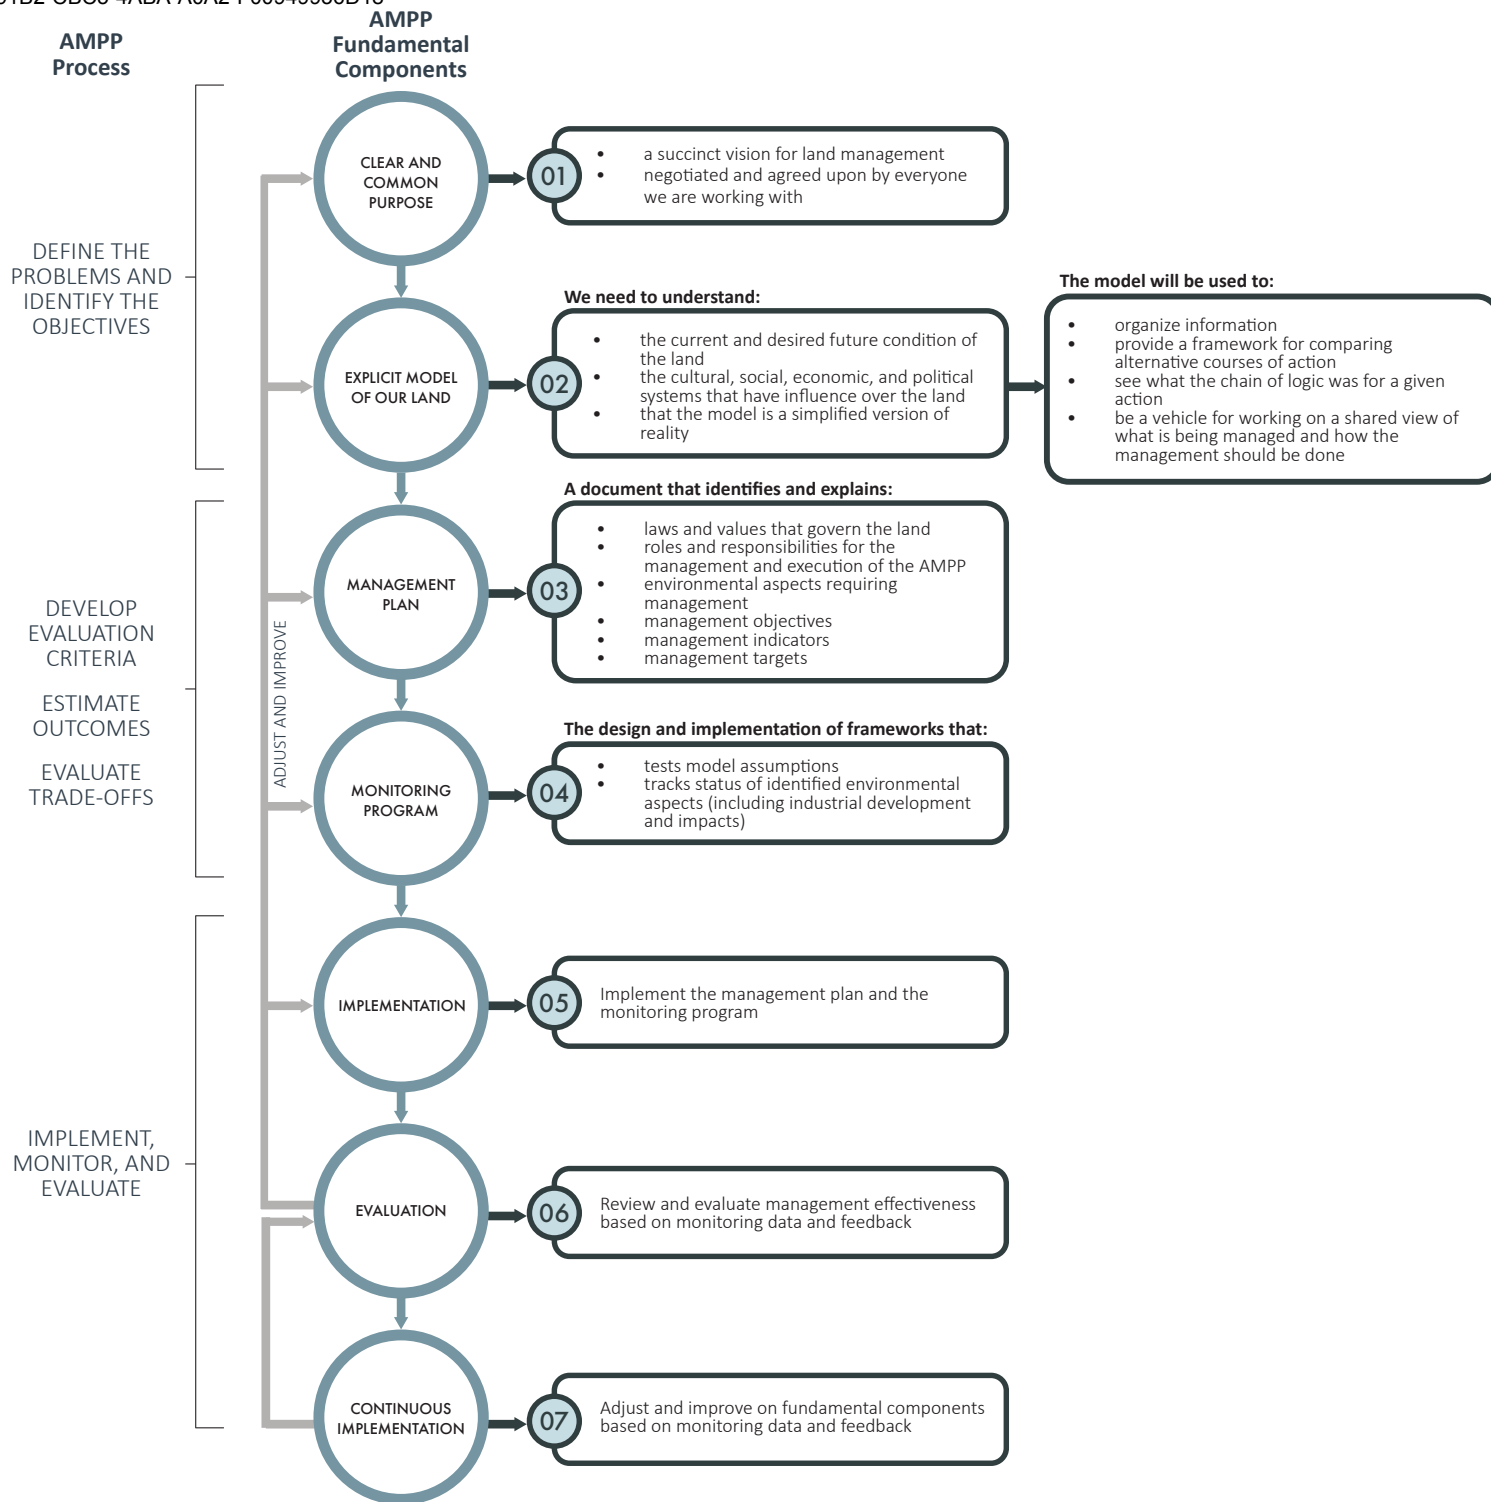 AMPP
Process
AMPP
Fundamental
Components
DEFINE THE
PROBLEMS AND
IDENTIFY THE
OBJECTIVES
CLEAR AND
COMMON
PURPOSE
01
• a succinct vision for land management
• negotiated and agreed upon by everyone
we are working with
EXPLICIT MODEL
OF OUR LAND
We need to understand:
02
• the current and desired future condition of
the land
• the cultural, social, economic, and political
systems that have influence over the land
• that the model is a simplified version of
reality
The model will be used to:
• organize information
• provide a framework for comparing
alternative courses of action
• see what the chain of logic was for a given
action
• be a vehicle for working on a shared view of
what is being managed and how the
management should be done
DEVELOP
EVALUATION
CRITERIA
ESTIMATE
OUTCOMES
EVALUATE
TRADE-OFFS
ADJUST AND IMPROVE
MANAGEMENT
PLAN
A document that identifies and explains:
03
• laws and values that govern the land
• roles and responsibilities for the
management and execution of the AMPP
• environmental aspects requiring
management
• management objectives
• management indicators
• management targets
MONITORING
PROGRAM
The design and implementation of frameworks that:
04
• tests model assumptions
• tracks status of identified environmental
aspects (including industrial development
and impacts)
IMPLEMENT,
MONITOR, AND
EVALUATE
IMPLEMENTATION
05
Implement the management plan and the
monitoring program
EVALUATION
06
Review and evaluate management effectiveness
based on monitoring data and feedback
CONTINUOUS
IMPLEMENTATION
07
Adjust and improve on fundamental components
based on monitoring data and feedback